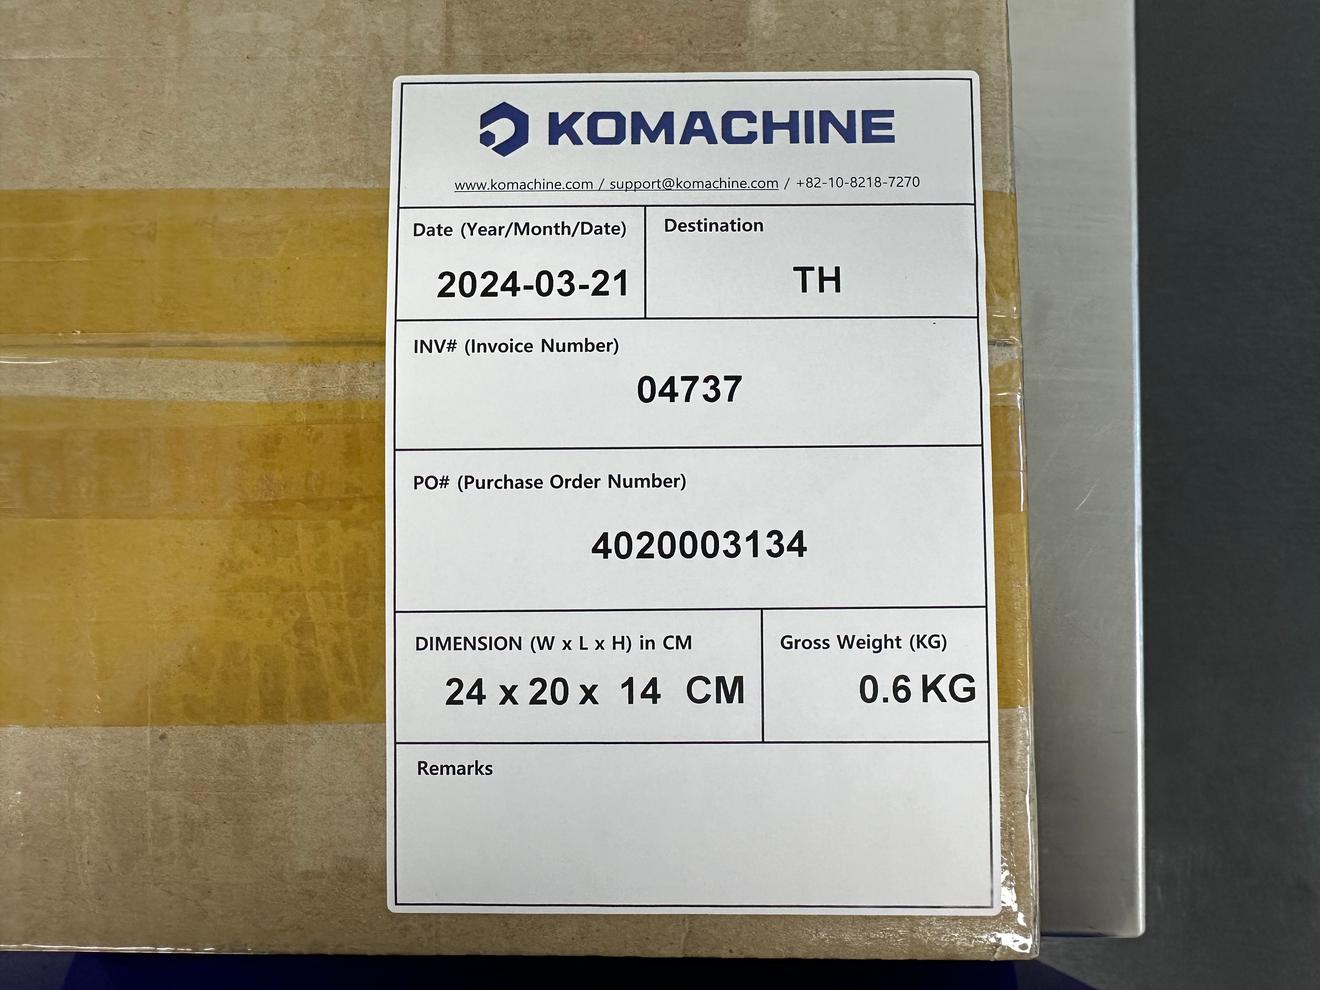 KOMACHINE
www.komachine.com / support@komachine.com / +82-10-8218-7270
Date (Year/Month/Date)
2024-03-21
Destination
TH
INV# (Invoice Number)
04737
PO# (Purchase Order Number)
4020003134
DIMENSION (W x L x H) in CM
24 x 20 x 14 CM
Gross Weight (KG)
0.6 KG
Remarks